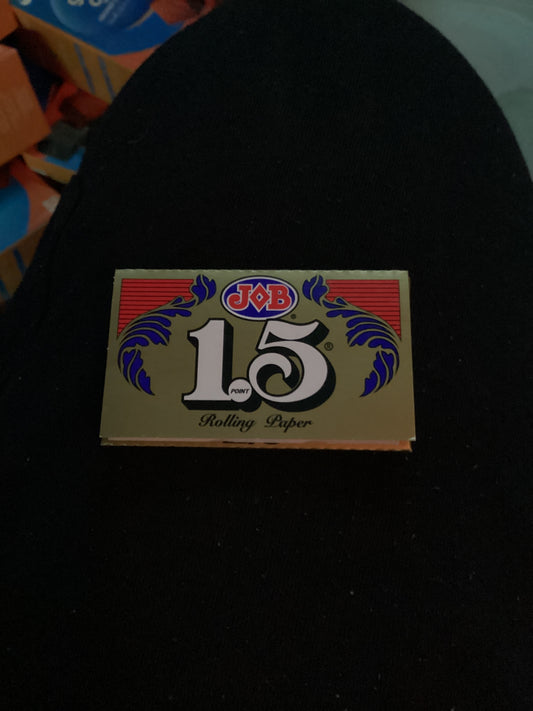 JOB
®
1.5®
POINT
Rolling Paper